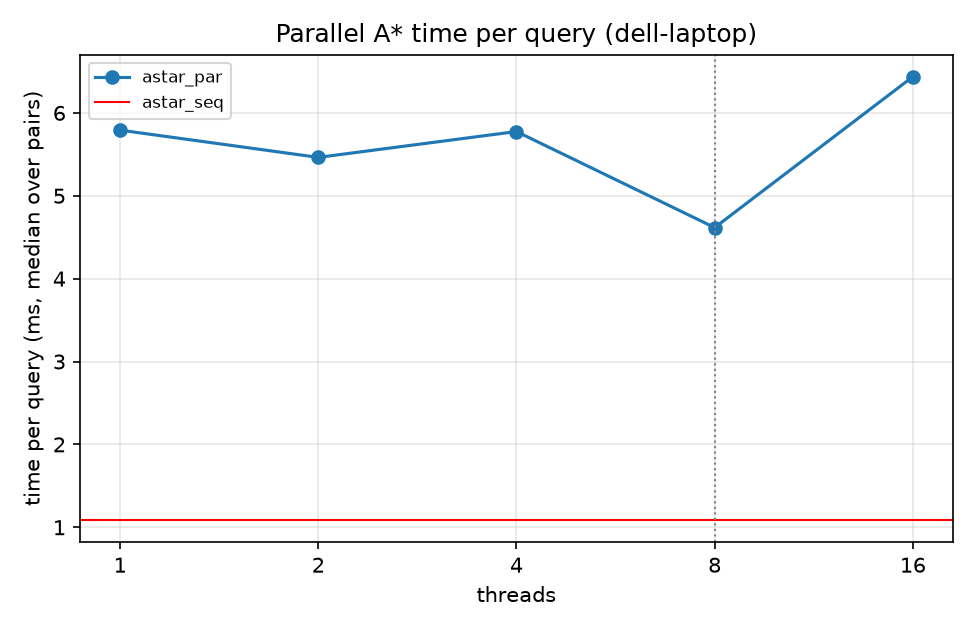 Parallel A* time per query (dell-laptop)
astar_par
astar_seq
time per query (ms, median over pairs)
6
5
4
3
2
1
1 2 4 8 16
threads